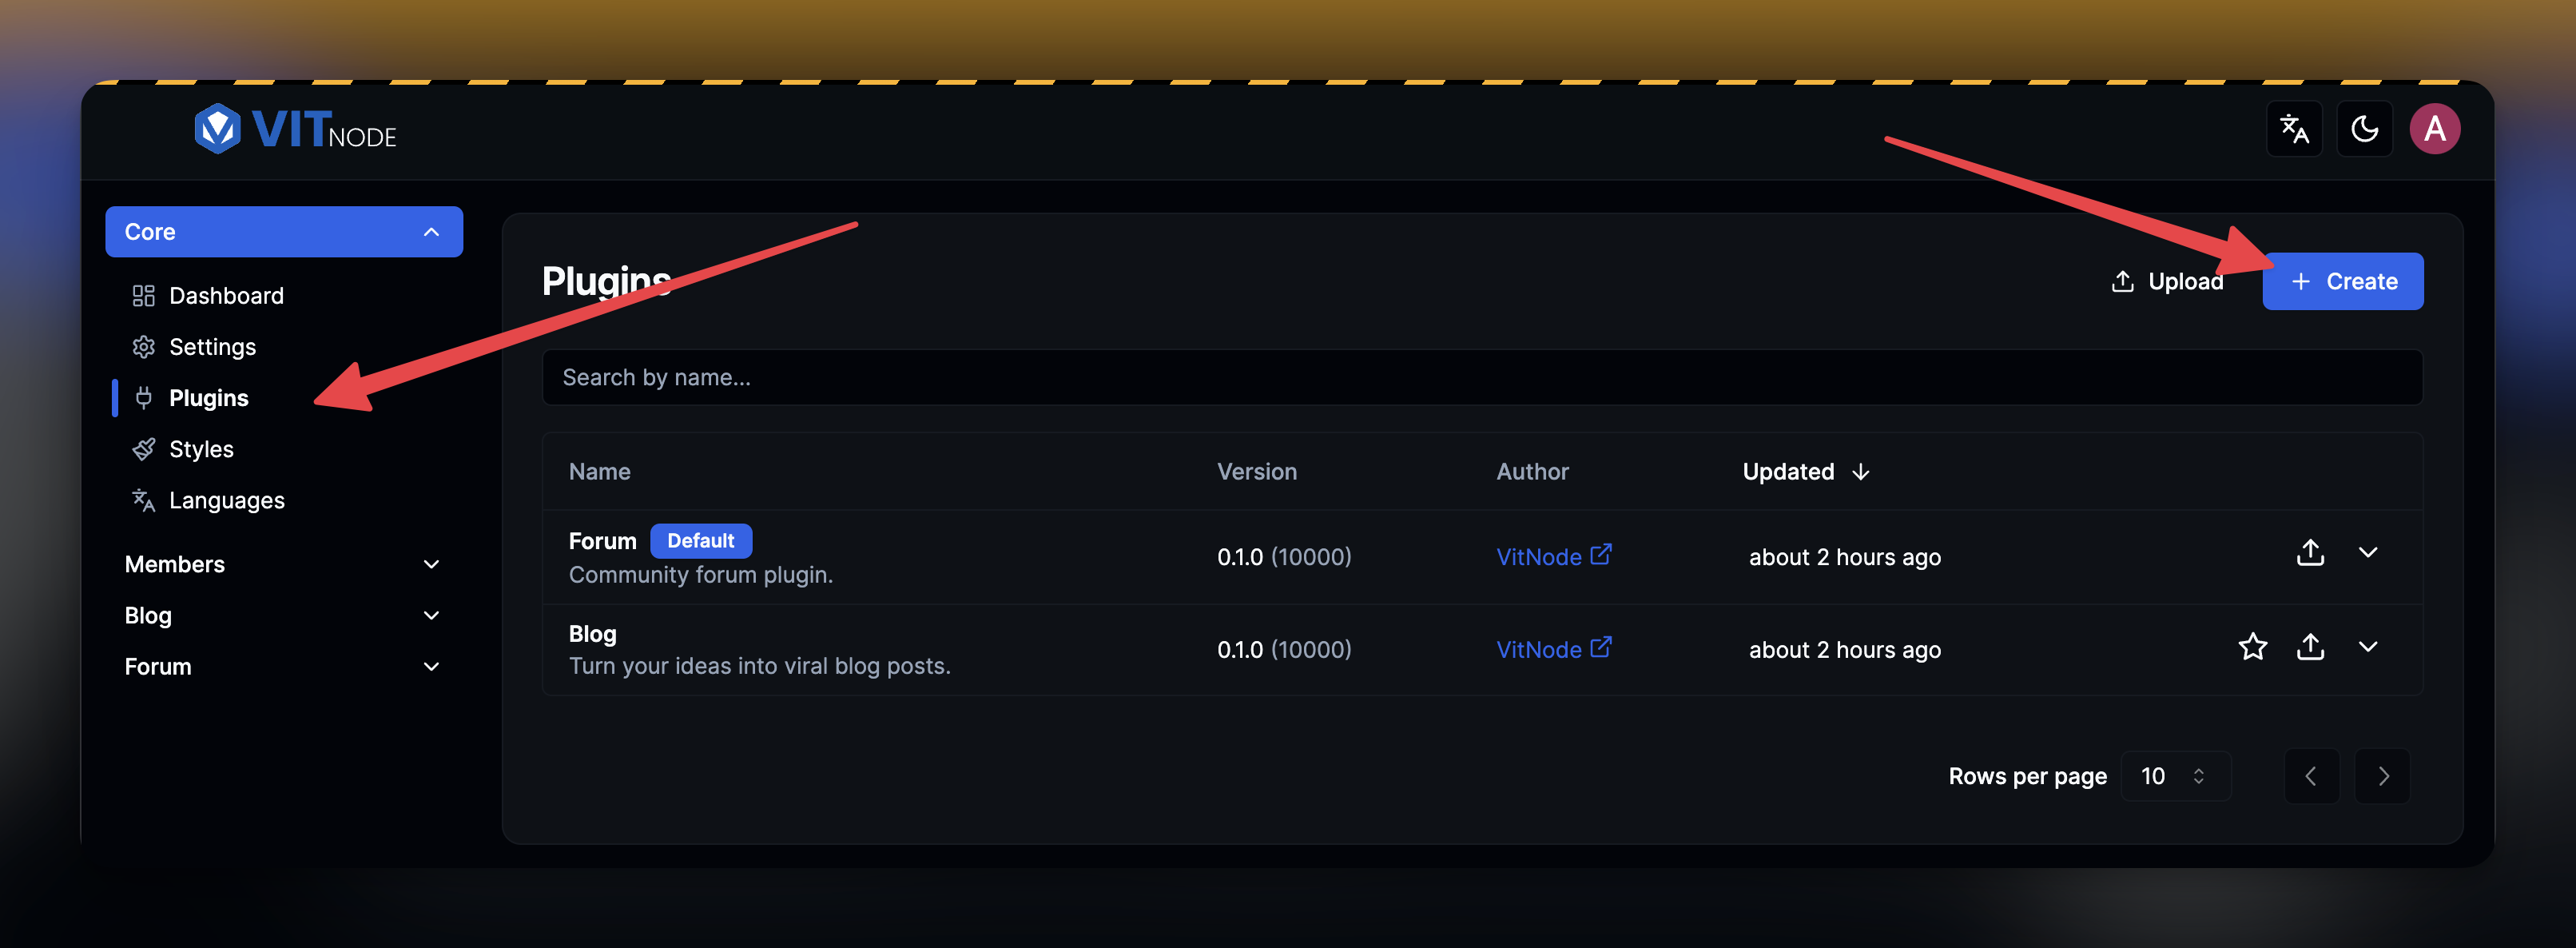 VITNODE
A
Core
Dashboard
Settings
Plugins
Styles
Languages
Members
Blog
Forum
Plugins
Upload
Create
Search by name...
Name Version Author Updated
Forum Default
Community forum plugin.
0.1.0 (10000) VitNode about 2 hours ago
Blog
Turn your ideas into viral blog posts.
0.1.0 (10000) VitNode about 2 hours ago
Rows per page 10